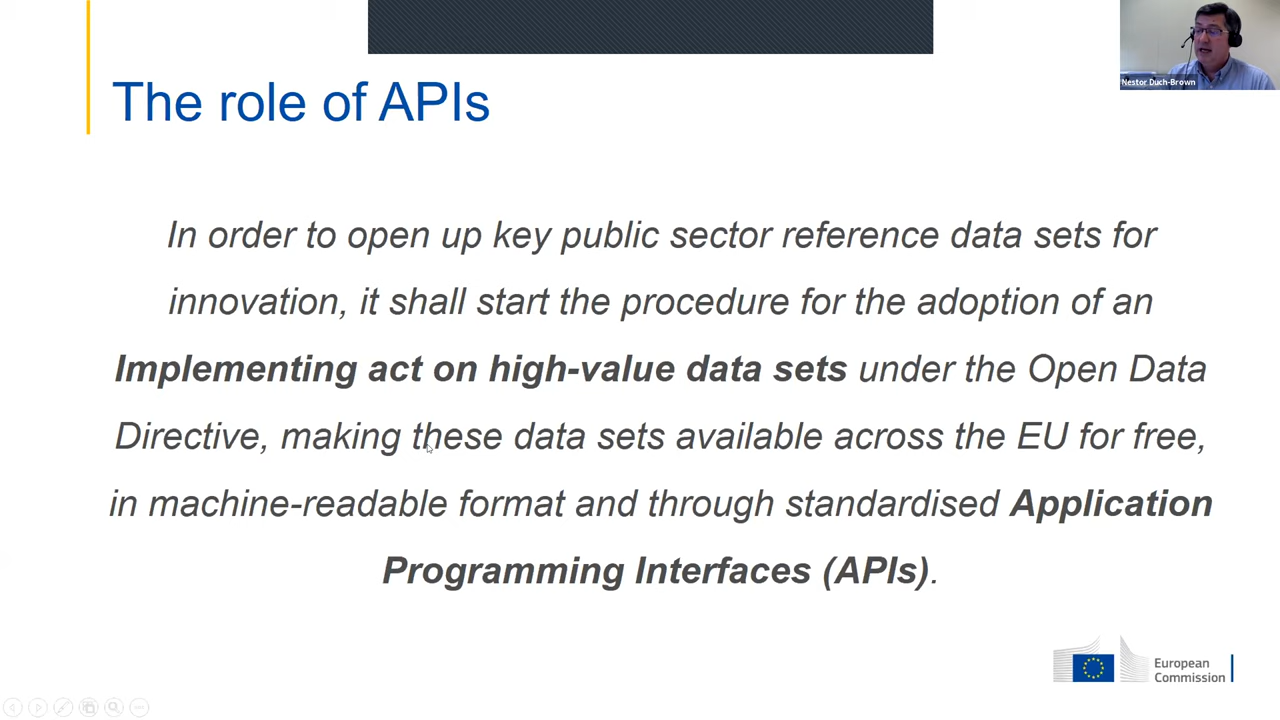 Nestor Duch-Brown
The role of APIs
In order to open up key public sector reference data sets for
innovation, it shall start the procedure for the adoption of an
Implementing act on high-value data sets under the Open Data
Directive, making these data sets available across the EU for free,
in machine-readable format and through standardised Application
Programming Interfaces (APIs).
European
Commission